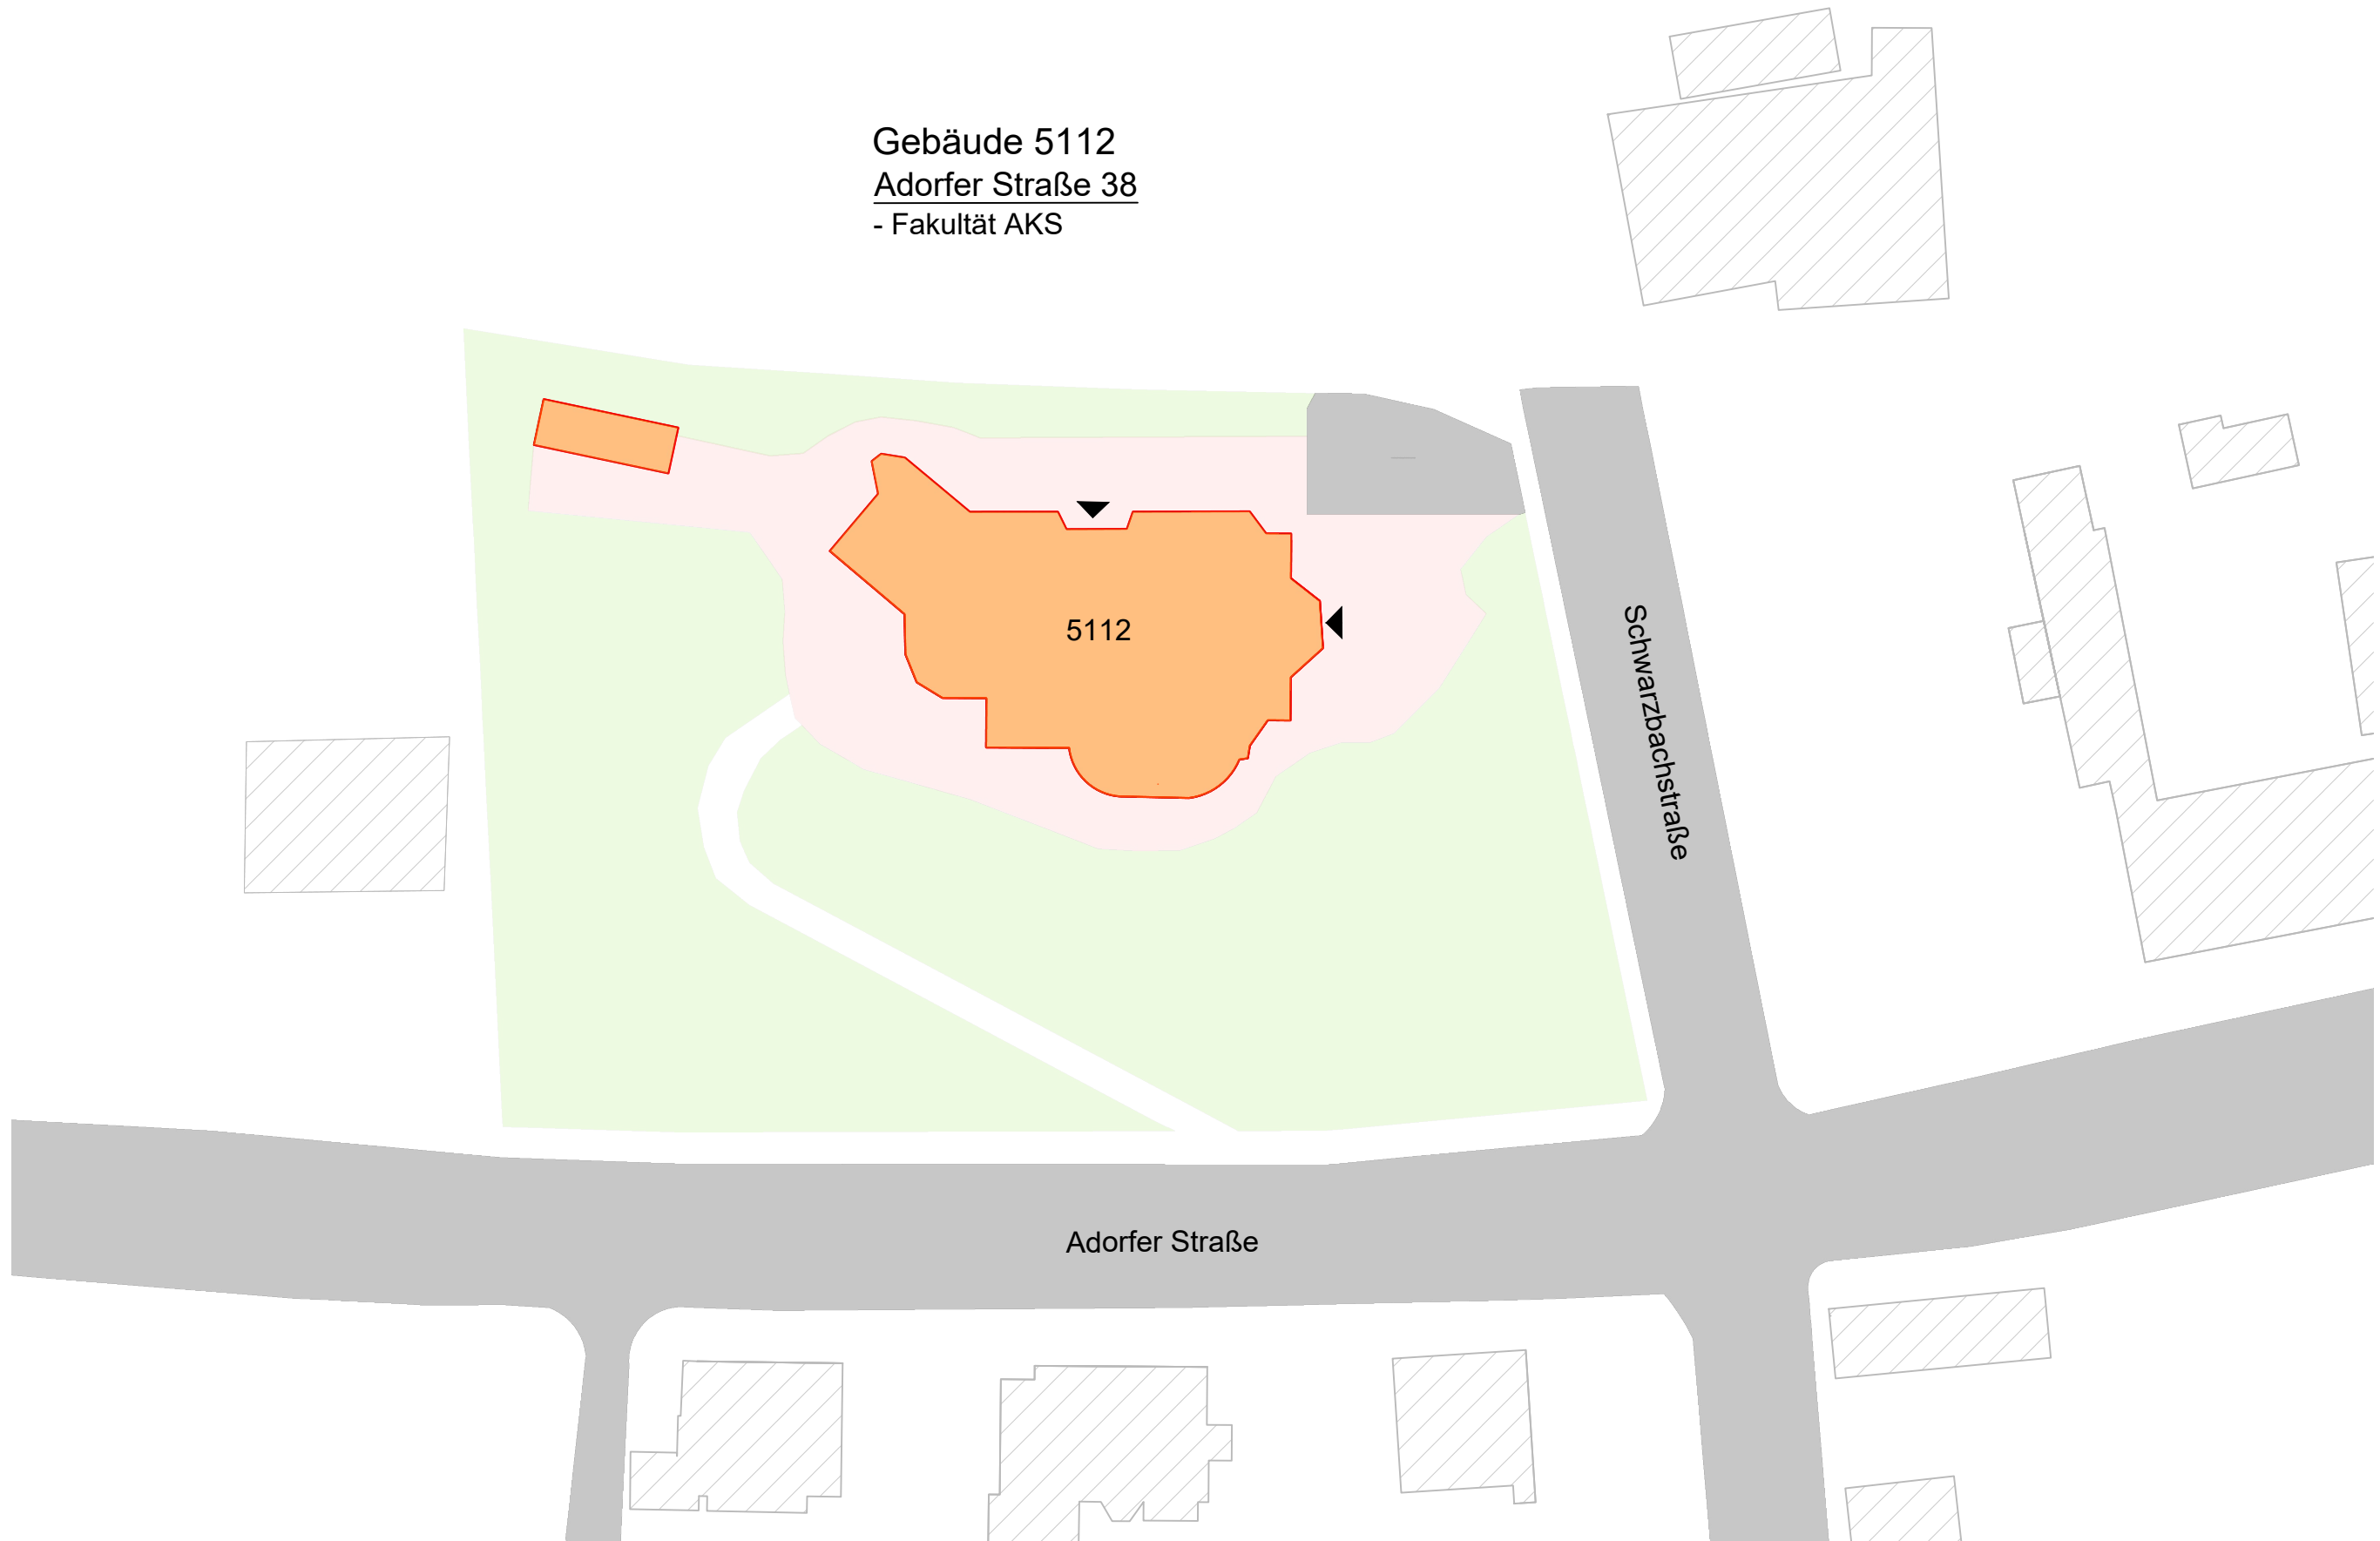 Gebäude 5112
Adorfer Straße 38
- Fakultät AKS
5112
Schwarzbachstraße
Adorfer Straße